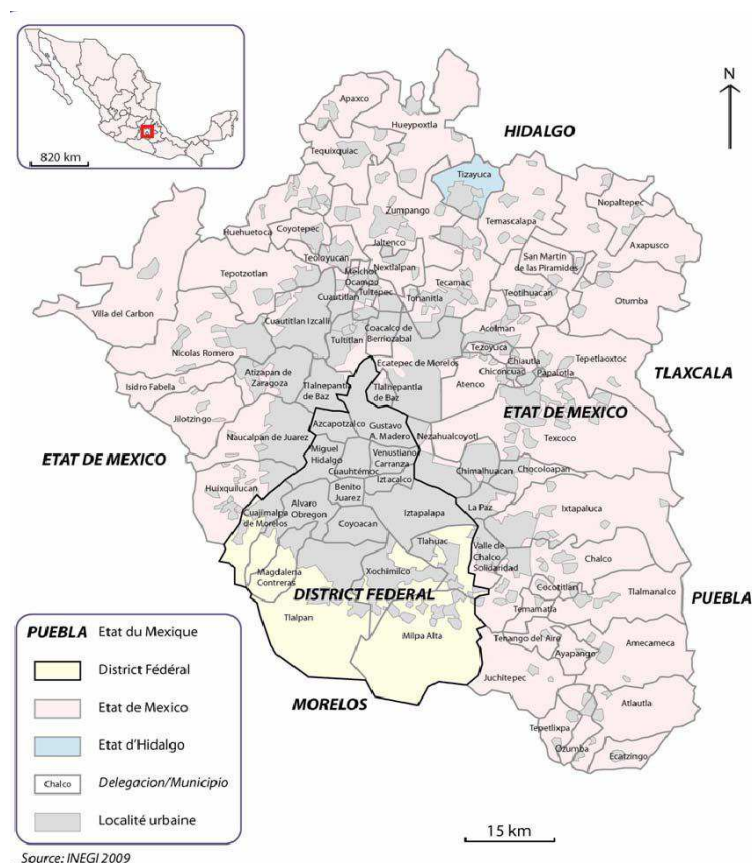 820 km
N
HIDALGO
Apaxco
Hueypoxtla
Tequixquiac
Tizayuca
Nopaltepec
Zumpango
Temascalapa
Huehuetoca
Coyotepec
Axapusco
Jaltenco
Teoloyucan
San Martín
de las Piramides
Nextlalpan
Melchor
Ocampo
Tepotzotlan
Tultepec
Tecamac
Teotihuacan
Cuautitlan
Tonanitla
Otumba
Villa del Carbon
Cuautitlan Izcalli
Coacalco de
Berriozabal
Acolman
Tultitlan
Tezoyuca
Nicolas Romero
Chiautla
Tepetlaoxtoc
Ecatepec de Morelos
Chiconcuac
Papalotla
TLAXCALA
Atizapan de
Zaragoza
Tlalnepantla
de Baz
Tlalnepantla
de Baz
Atenco
Isidro Fabela
ETAT DE MEXICO
Jilotzingo
Azcapotzalco
Gustavo
A. Madero
Texcoco
Naucalpan de Juarez
Nezahualcoyotl
Miguel
Hidalgo
Venustiano
Carranza
ETAT DE MEXICO
Cuauhtémoc
Chimalhuacan
Chocoloapan
Iztacalco
Huixquilucan
Benito
Juarez
Alvaro
Obregon
La Paz
Ixtapaluca
Cuajimalpa
de Morelos
Iztapalapa
Coyoacan
Tlahuac
Valle de
Chalco
Solidaridad
Chalco
Magdalena
Contreras
Xochimilco
Cocotitlan
Tlalmanalco
DISTRICT FEDERAL
PUEBLA
Temamatla
Tlalpan
Milpa Alta
Tenango del Aire
Amecameca
Ayapango
Juchitepec
MORELOS
Atlautla
Tepetlixpa
Ozumba
Ecatzingo
PUEBLA Etat du Mexique
District Fédéral
Etat de Mexico
Etat d'Hidalgo
Chalco Delegacion/Municipio
Localité urbaine
15 km
Source: INEGI 2009